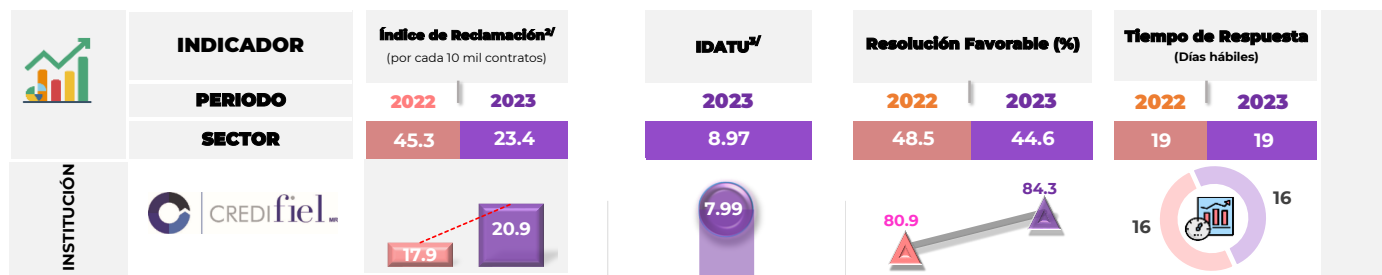 INDICADOR
Índice de Reclamación2/
(por cada 10 mil contratos)
IDATU3/
Resolución Favorable (%)
Tiempo de Respuesta
(Días hábiles)
PERIODO
2022
2023
2023
2022
2023
2022
2023
SECTOR
45.3
23.4
8.97
48.5
44.6
19
19
INSTITUCIÓN
CREDIfiel
17.9
20.9
7.99
80.9
84.3
16
16